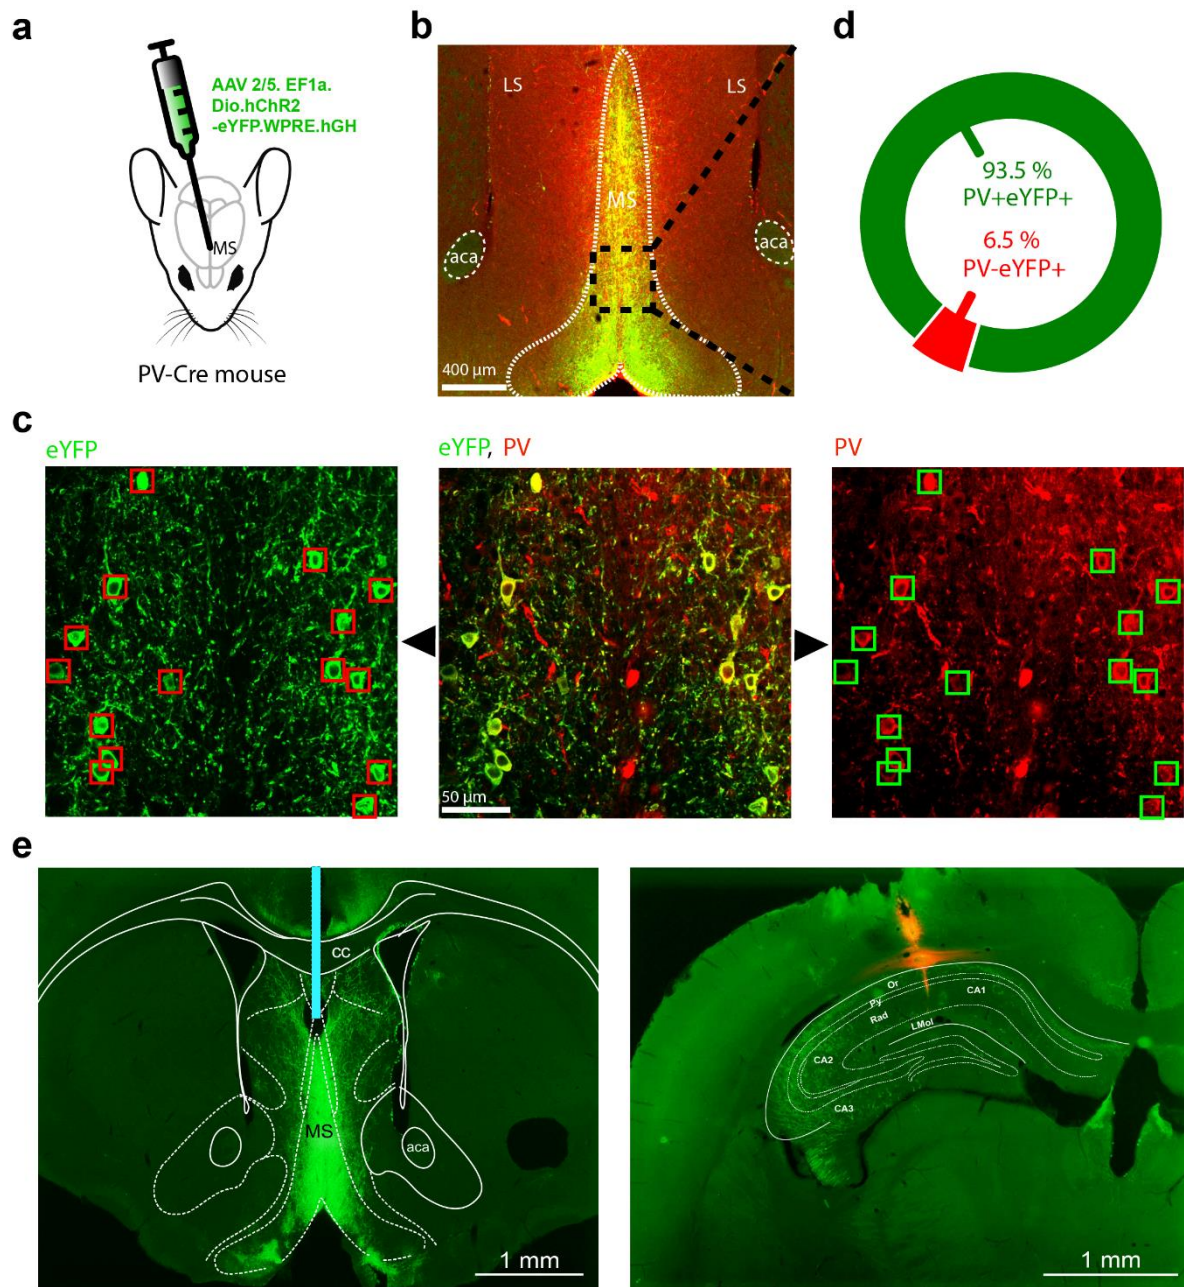 a
AAV 2/5. EF1a.
Dio.hChR2
-eYFP.WPRE.hGH
MS
PV-Cre mouse
b
LS
LS
MS
aca
aca
400 µm
d
93.5 %
PV+eYFP+
6.5 %
PV-eYFP+
c
eYFP
eYFP, PV
PV
50 µm
e
CC
MS
aca
1 mm
Or
Py
Rad
CA1
LMol
CA2
CA3
1 mm